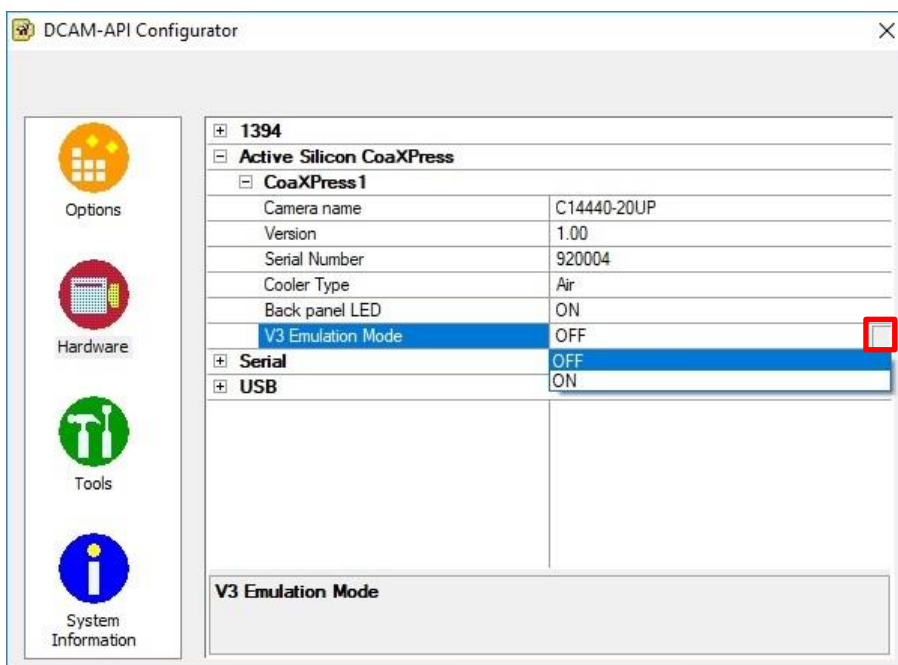 DCAM-API Configurator
Options
Hardware
Tools
System
Information
1394
Active Silicon CoaXPress
CoaXPress1
Camera name C14440-20UP
Version 1.00
Serial Number 920004
Cooler Type Air
Back panel LED ON
V3 Emulation Mode OFF
OFF
ON
Serial
USB
V3 Emulation Mode